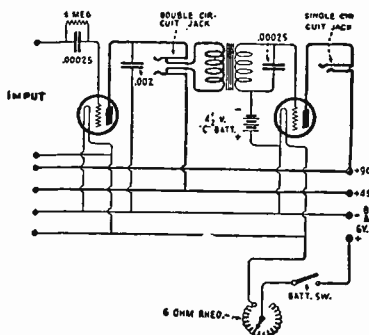 1 MEG
.00025
DOUBLE CIR-
CUIT JACK
.002
.00025
SINGLE CIR
CUIT JACK
INPUT
4½ V.
"C" BATT.
+
+90
+45
- B
A
6V.
+
BATT. SW.
6 OHM RHEO.